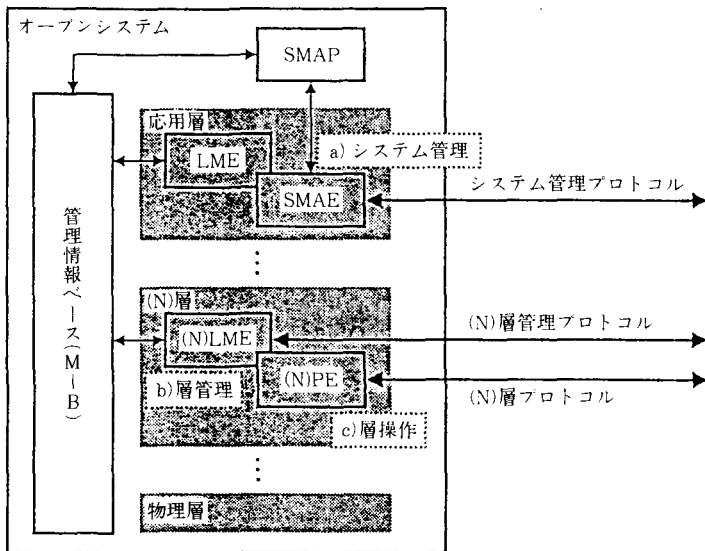 オープンシステム
SMAP
応用層
a) システム管理
LME
SMAE
システム管理プロトコル
管理情報ベース(MIB)
(N)層
(N)LME
(N)層管理プロトコル
b)層管理
(N)PE
(N)層プロトコル
c)層操作
物理層